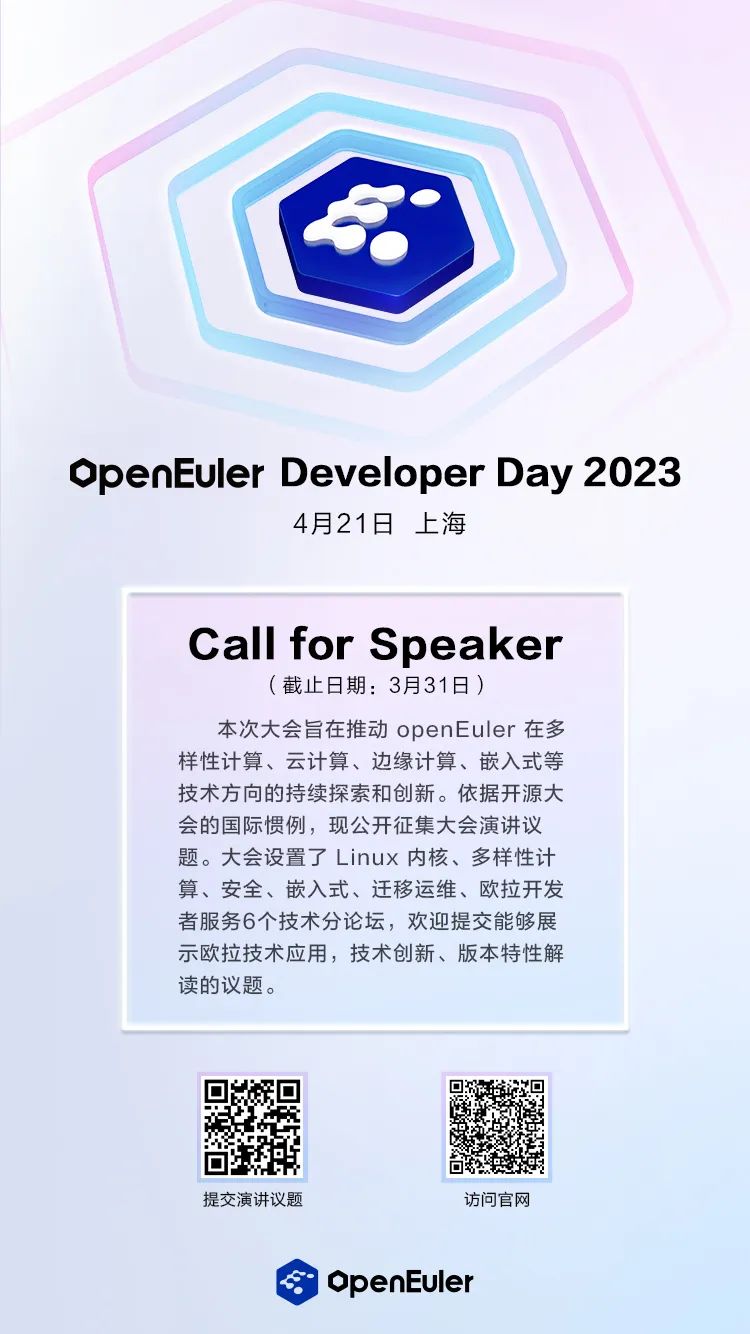 openEuler Developer Day 2023
4月21日 上海
Call for Speaker
（截止日期：3月31日）
本次大会旨在推动 openEuler 在多
样性计算、云计算、边缘计算、嵌入式等
技术方向的持续探索和创新。依据开源大
会的国际惯例，现公开征集大会演讲议
题。大会设置了 Linux 内核、多样性计
算、安全、嵌入式、迁移运维、欧拉开发
者服务6个技术分论坛，欢迎提交能够展
示欧拉技术应用，技术创新、版本特性解
读的议题。
提交演讲议题
访问官网
openEuler